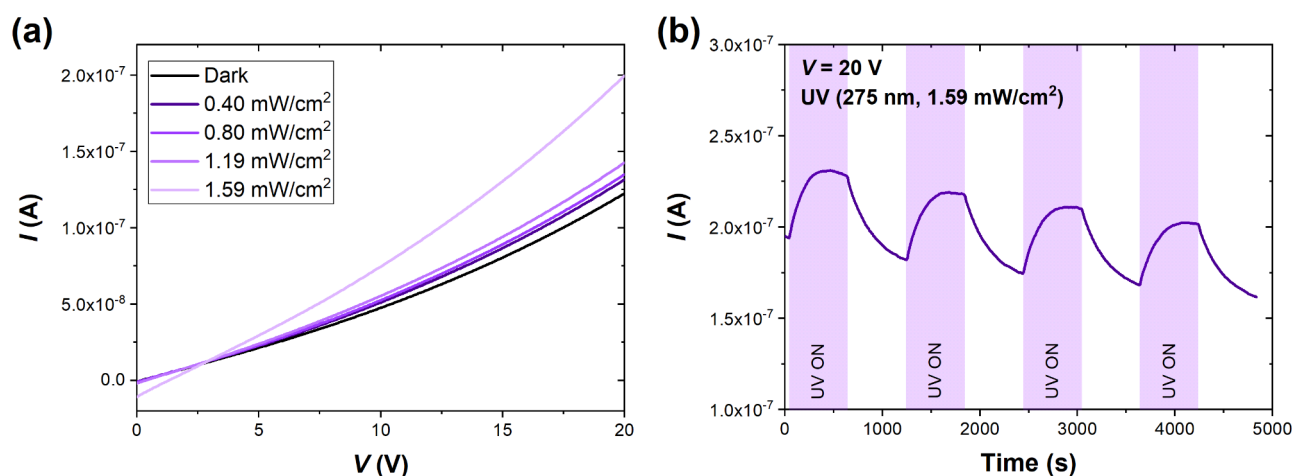 (a)
2.0x10⁻⁷
1.5x10⁻⁷
1.0x10⁻⁷
5.0x10⁻⁸
0.0
I (A)
Dark
0.40 mW/cm²
0.80 mW/cm²
1.19 mW/cm²
1.59 mW/cm²
0 5 10 15 20
V (V)
(b)
3.0x10⁻⁷
2.5x10⁻⁷
2.0x10⁻⁷
1.5x10⁻⁷
1.0x10⁻⁷
I (A)
V = 20 V
UV (275 nm, 1.59 mW/cm²)
UV ON
UV ON
UV ON
UV ON
0 1000 2000 3000 4000 5000
Time (s)